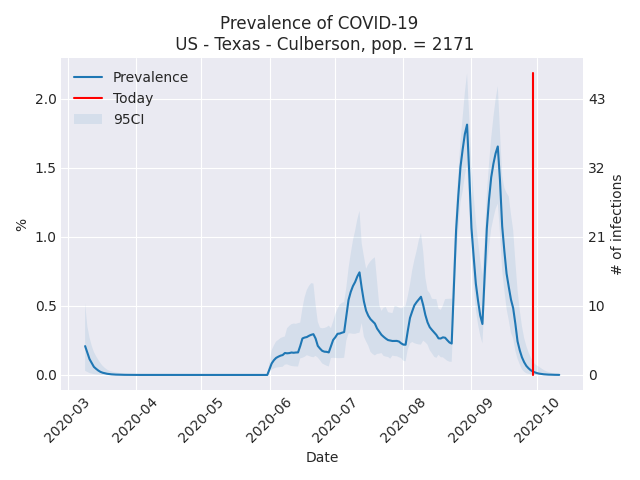 Prevalence of COVID-19
US - Texas - Culberson, pop. = 2171
Prevalence
Today
95CI
%
2.0
1.5
1.0
0.5
0.0
43
32
21
10
0
# of infections
2020-03
2020-04
2020-05
2020-06
2020-07
2020-08
2020-09
2020-10
Date